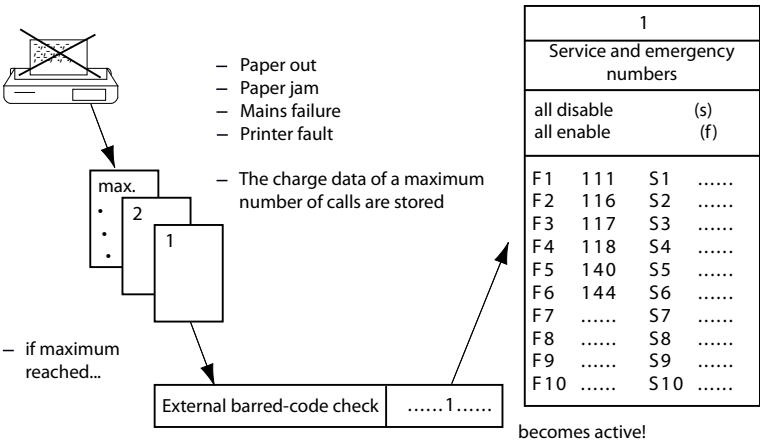 – Paper out
– Paper jam
– Mains failure
– Printer fault
– The charge data of a maximum
number of calls are stored
max.
2
1
– if maximum
reached...
External barred-code check ......1......
1
Service and emergency
numbers
all disable (s)
all enable (f)
F1 111 S1 ......
F2 116 S2 ......
F3 117 S3 ......
F4 118 S4 ......
F5 140 S5 ......
F6 144 S6 ......
F7 ...... S7 ......
F8 ...... S8 ......
F9 ...... S9 ......
F10 ...... S10 ......
becomes active!